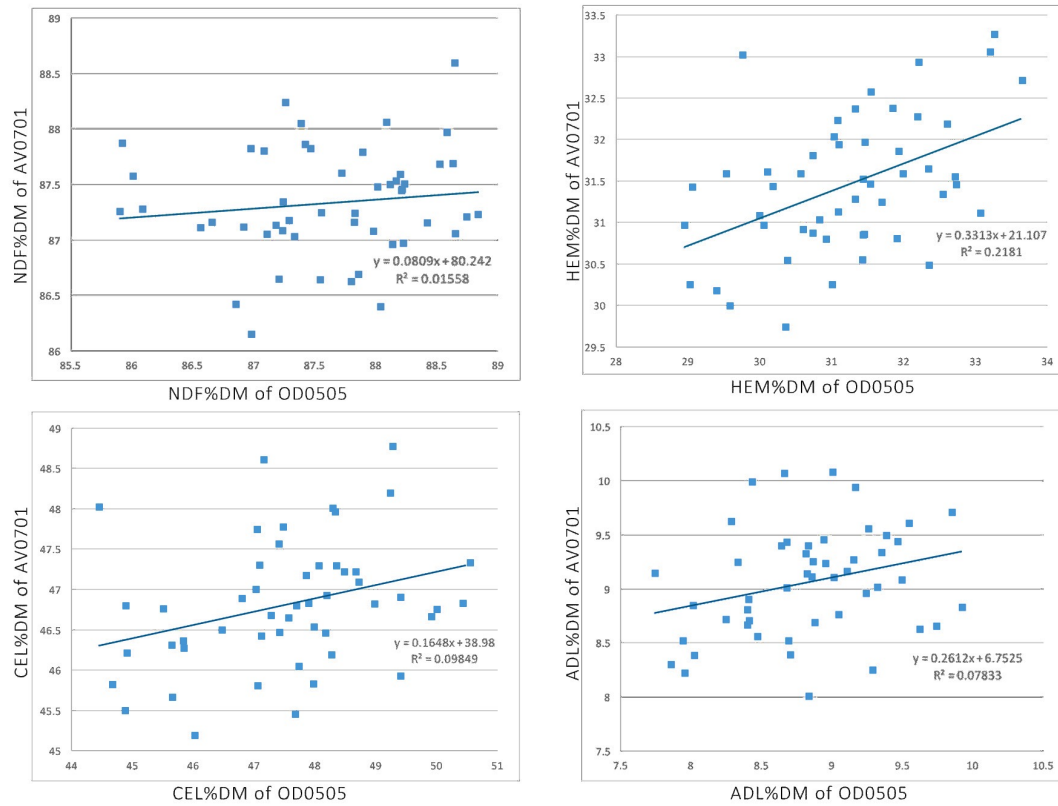 89
88.5
88
87.5
87
86.5
86
85.5 86 86.5 87 87.5 88 88.5 89
NDF%DM of AV0701
NDF%DM of OD0505
y = 0.0809x + 80.242
R² = 0.01558
33.5
33
32.5
32
31.5
31
30.5
30
29.5
28 29 30 31 32 33 34
HEM%DM of AV0701
HEM%DM of OD0505
y = 0.3313x + 21.107
R² = 0.2181
49
48.5
48
47.5
47
46.5
46
45.5
45
44 45 46 47 48 49 50 51
CEL%DM of AV0701
CEL%DM of OD0505
y = 0.1648x + 38.98
R² = 0.09849
10.5
10
9.5
9
8.5
8
7.5
7.5 8 8.5 9 9.5 10 10.5
ADL%DM of AV0701
ADL%DM of OD0505
y = 0.2612x + 6.7525
R² = 0.07833